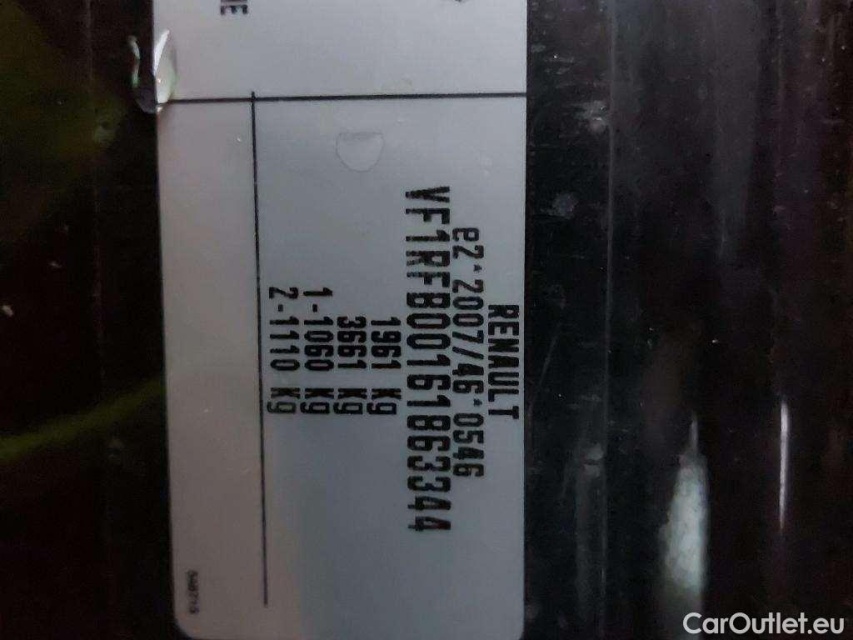 RENAULT
e2*2007/46*0546
VF1RFB00161863344
1961 kg
3661 kg
1-1060 kg
2-1110 kg
CarOutlet.eu